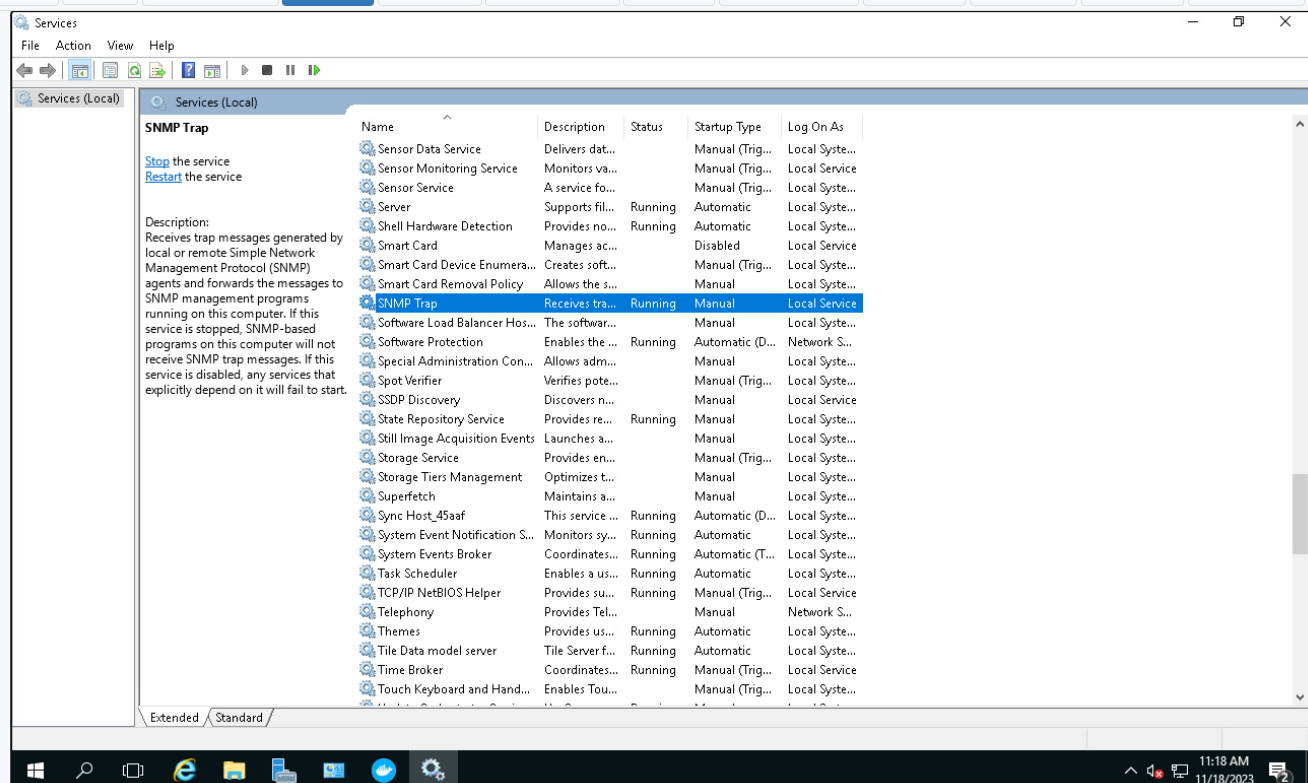 Services
File Action View Help
Services (Local)
Services (Local)
SNMP Trap
Stop the service
Restart the service
Description:
Receives trap messages generated by
local or remote Simple Network
Management Protocol (SNMP)
agents and forwards the messages to
SNMP management programs
running on this computer. If this
service is stopped, SNMP-based
programs on this computer will not
receive SNMP trap messages. If this
service is disabled, any services that
explicitly depend on it will fail to start.
Name Description Status Startup Type Log On As
Sensor Data Service Delivers dat... Manual (Trig... Local Syste...
Sensor Monitoring Service Monitors va... Manual (Trig... Local Service
Sensor Service A service fo... Manual (Trig... Local Syste...
Server Supports fil... Running Automatic Local Syste...
Shell Hardware Detection Provides no... Running Automatic Local Syste...
Smart Card Manages ac... Disabled Local Service
Smart Card Device Enumera... Creates soft... Manual (Trig... Local Syste...
Smart Card Removal Policy Allows the s... Manual Local Syste...
SNMP Trap Receives tra... Running Manual Local Service
Software Load Balancer Hos... The softwar... Manual Local Syste...
Software Protection Enables the ... Running Automatic (D... Network S...
Special Administration Con... Allows adm... Manual Local Syste...
Spot Verifier Verifies pote... Manual (Trig... Local Syste...
SSDP Discovery Discovers n... Manual Local Service
State Repository Service Provides re... Running Manual Local Syste...
Still Image Acquisition Events Launches a... Manual Local Syste...
Storage Service Provides en... Manual (Trig... Local Syste...
Storage Tiers Management Optimizes t... Manual Local Syste...
Superfetch Maintains a... Manual Local Syste...
Sync Host_45aaf This service ... Running Automatic (D... Local Syste...
System Event Notification S... Monitors sy... Running Automatic Local Syste...
System Events Broker Coordinates... Running Automatic (T... Local Syste...
Task Scheduler Enables a us... Running Automatic Local Syste...
TCP/IP NetBIOS Helper Provides su... Running Manual (Trig... Local Service
Telephony Provides Tel... Manual Network S...
Themes Provides us... Running Automatic Local Syste...
Tile Data model server Tile Server f... Running Automatic Local Syste...
Time Broker Coordinates... Running Manual (Trig... Local Service
Touch Keyboard and Hand... Enables Tou... Manual (Trig... Local Syste...
Extended Standard
11:18 AM
11/18/2023
2